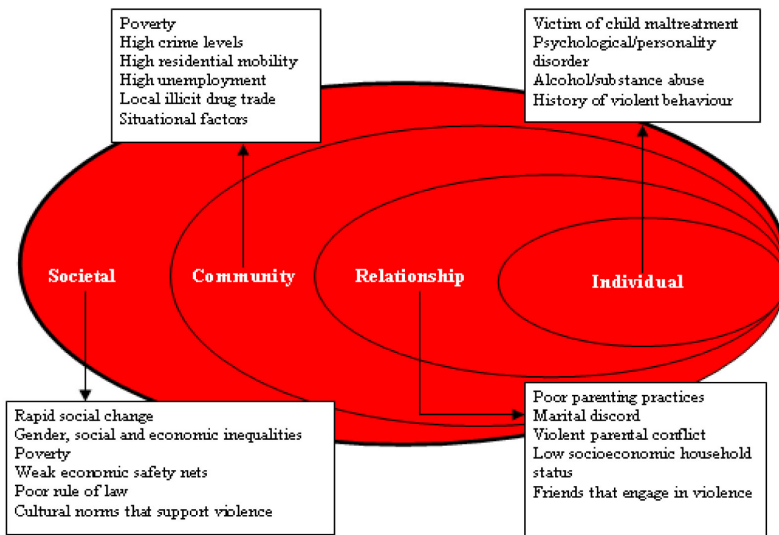 Poverty
High crime levels
High residential mobility
High unemployment
Local illicit drug trade
Situational factors
Victim of child maltreatment
Psychological/personality
disorder
Alcohol/substance abuse
History of violent behaviour
Societal
Community
Relationship
Individual
Rapid social change
Gender, social and economic inequalities
Poverty
Weak economic safety nets
Poor rule of law
Cultural norms that support violence
Poor parenting practices
Marital discord
Violent parental conflict
Low socioeconomic household
status
Friends that engage in violence